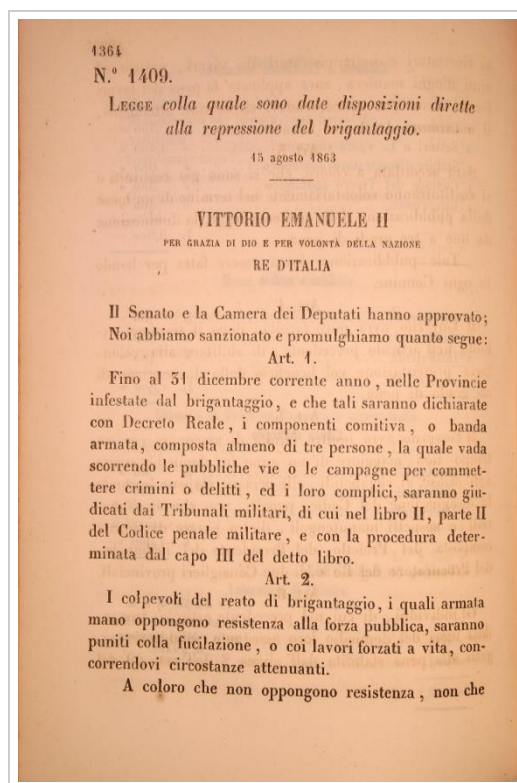 1364
N.º 1409.
LEGGE colla quale sono date disposizioni dirette
alla repressione del brigantaggio.
15 agosto 1863
VITTORIO EMANUELE II
PER GRAZIA DI DIO E PER VOLONTÀ DELLA NAZIONE
RE D'ITALIA
Il Senato e la Camera dei Deputati hanno approvato;
Noi abbiamo sanzionato e promulghiamo quanto segue:
Art. 1.
Fino al 31 dicembre corrente anno, nelle Provincie
infestate dal brigantaggio, e che tali saranno dichiarate
con Decreto Reale, i componenti comitiva, o banda
armata, composta almeno di tre persone, la quale vada
scorrendo le pubbliche vie o le campagne per commet-
tere crimini o delitti, ed i loro complici, saranno giu-
dicati dai Tribunali militari, di cui nel libro II, parte II
del Codice penale militare, e con la procedura deter-
minata dal capo III del detto libro.
Art. 2.
I colpevoli del reato di brigantaggio, i quali armata
mano oppongono resistenza alla forza pubblica, saranno
puniti colla fucilazione, o coi lavori forzati a vita, con-
correndovi circostanze attenuanti.
A coloro che non oppongono resistenza, non che